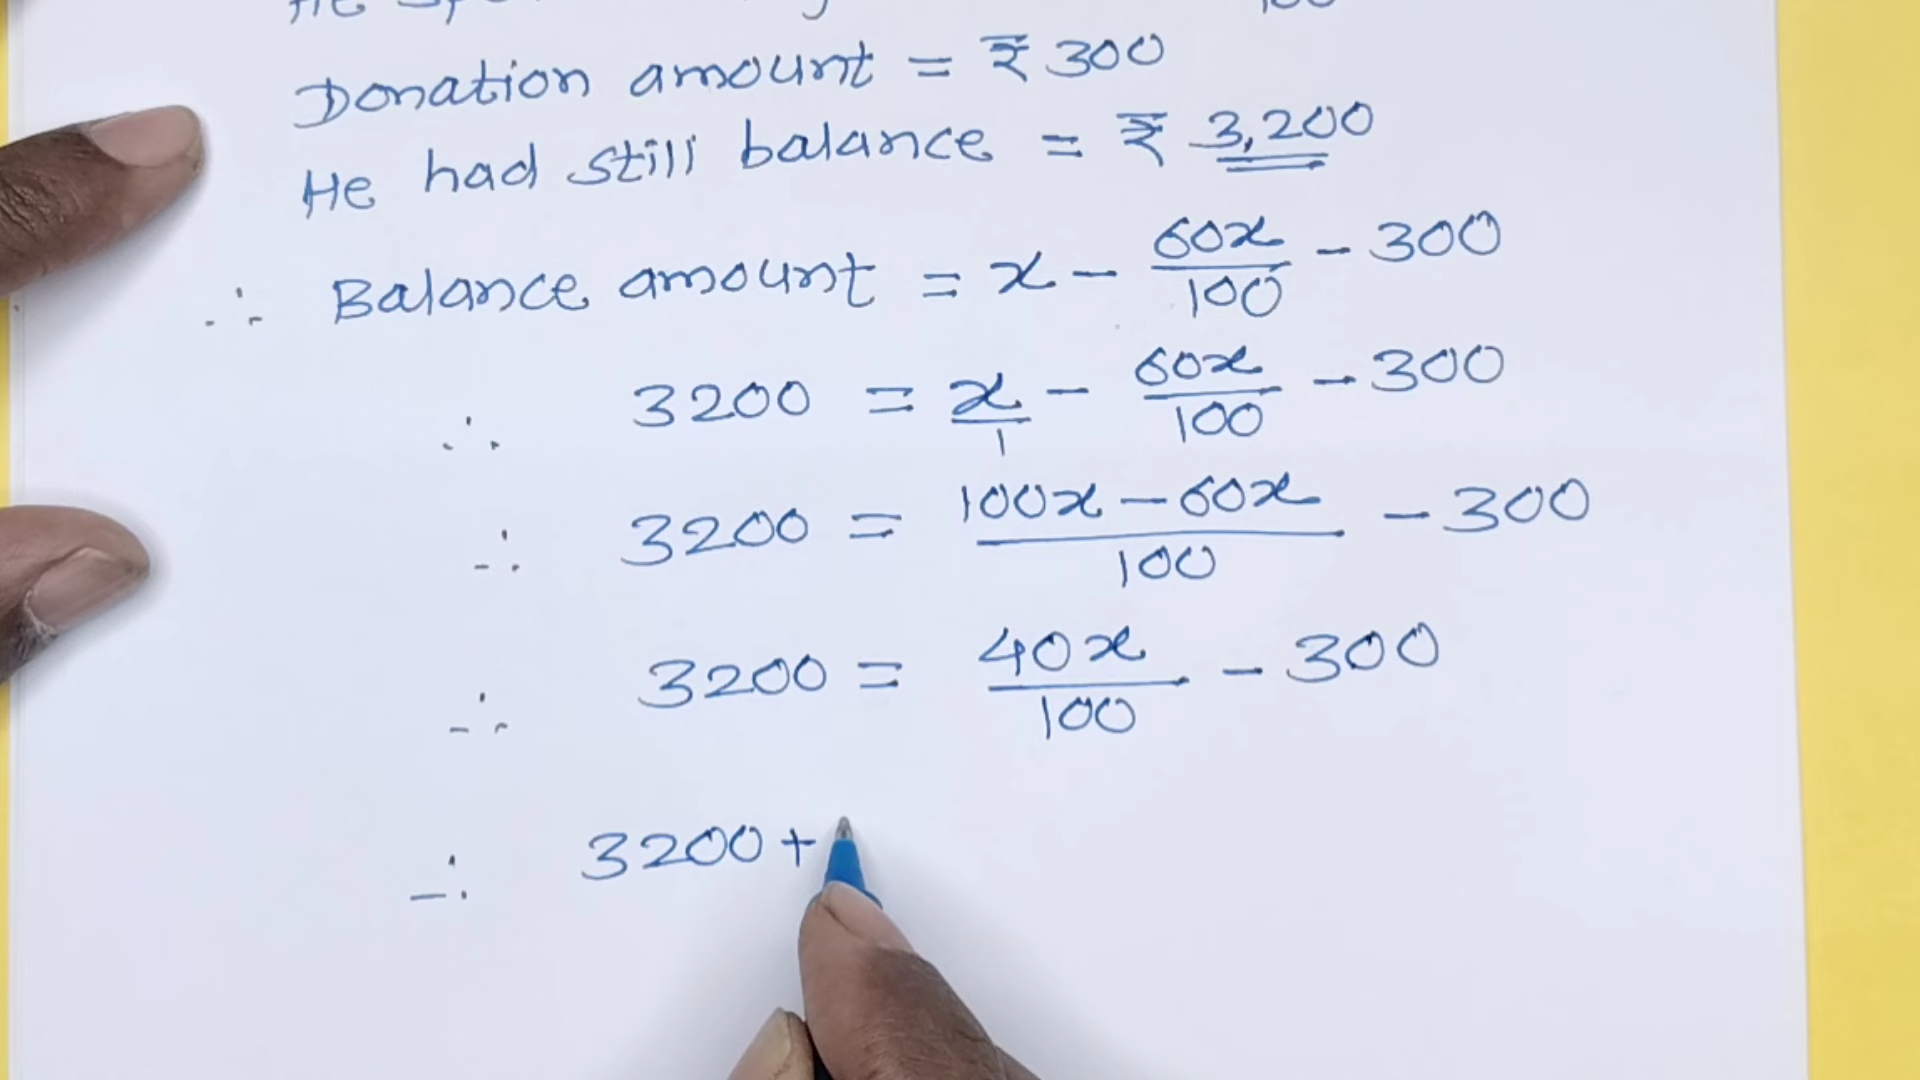 He
Donation amount = ₹ 300
He had still balance = ₹ 3,200
∴ Balance amount = x - 60x/100 - 300
∴ 3200 = x/1 - 60x/100 - 300
∴ 3200 = 100x - 60x/100 - 300
∴ 3200 = 40x/100 - 300
∴ 3200 +